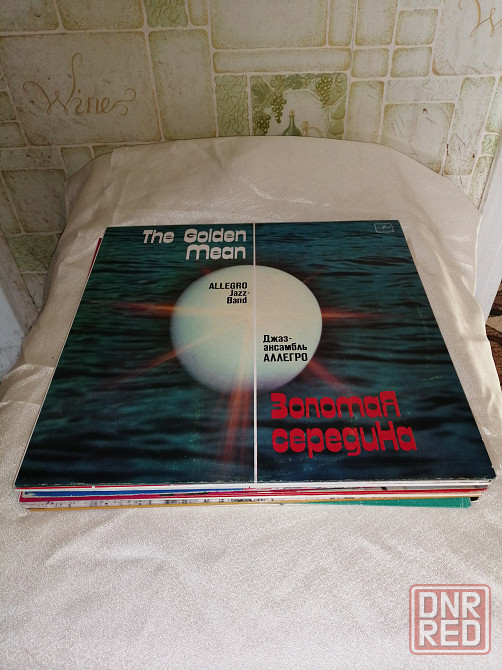 Wine
The Golden
Mean
ALLEGRO
Jazz-
Band
Джаз-
ансамбль
АЛЛЕГРО
Золотая
середина
DNR
RED